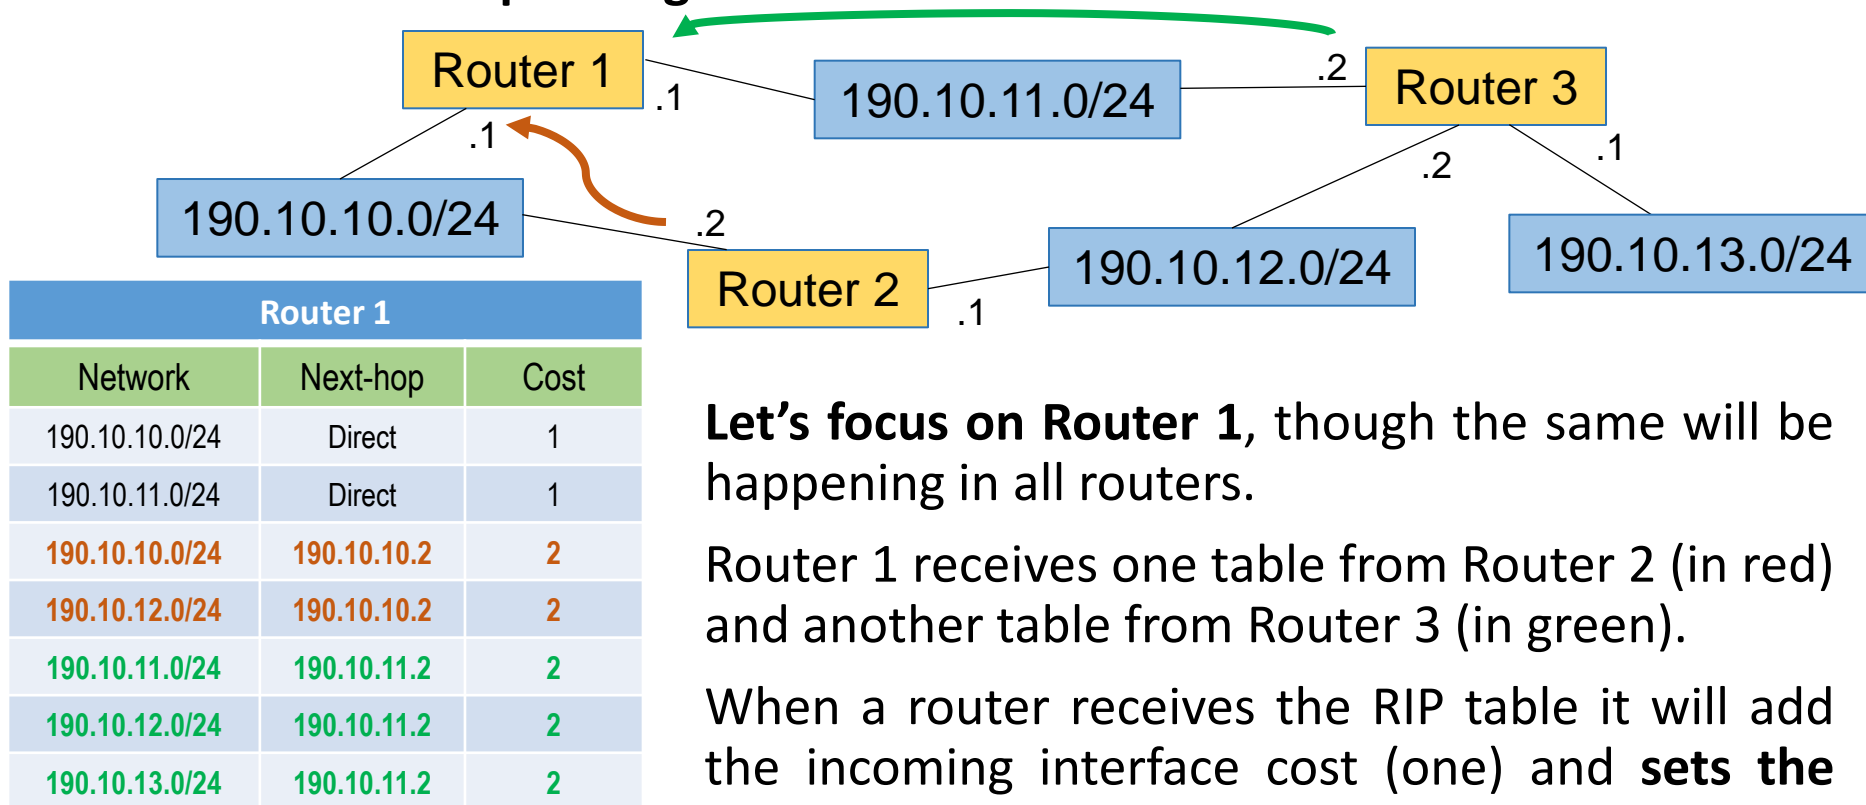 Router 1
.1
190.10.11.0/24
.2
Router 3
.1
.2
.1
190.10.10.0/24
.2
Router 2
.1
190.10.12.0/24
190.10.13.0/24
Router 1
Network Next-hop Cost
190.10.10.0/24 Direct 1
190.10.11.0/24 Direct 1
190.10.10.0/24 190.10.10.2 2
190.10.12.0/24 190.10.10.2 2
190.10.11.0/24 190.10.11.2 2
190.10.12.0/24 190.10.11.2 2
190.10.13.0/24 190.10.11.2 2
Let’s focus on Router 1, though the same will be
happening in all routers.
Router 1 receives one table from Router 2 (in red)
and another table from Router 3 (in green).
When a router receives the RIP table it will add
the incoming interface cost (one) and sets the